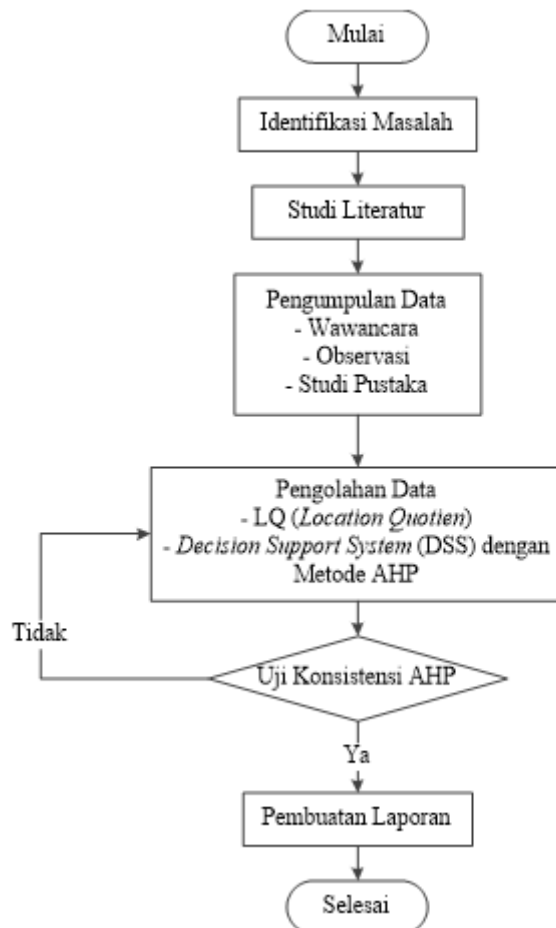 Mulai
Identifikasi Masalah
Studi Literatur
Pengumpulan Data
- Wawancara
- Observasi
- Studi Pustaka
Pengolahan Data
- LQ (Location Quotien)
- Decision Support System (DSS) dengan
Metode AHP
Tidak
Uji Konsistensi AHP
Ya
Pembuatan Laporan
Selesai